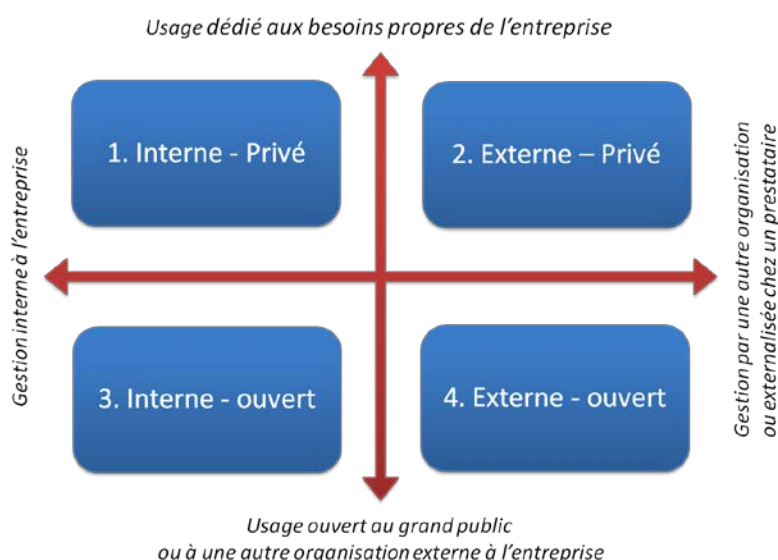 Usage dédié aux besoins propres de l'entreprise
1. Interne - Privé
2. Externe – Privé
Gestion interne à l'entreprise
Gestion par une autre organisation
ou externalisée chez un prestataire
3. Interne - ouvert
4. Externe - ouvert
Usage ouvert au grand public
ou à une autre organisation externe à l'entreprise